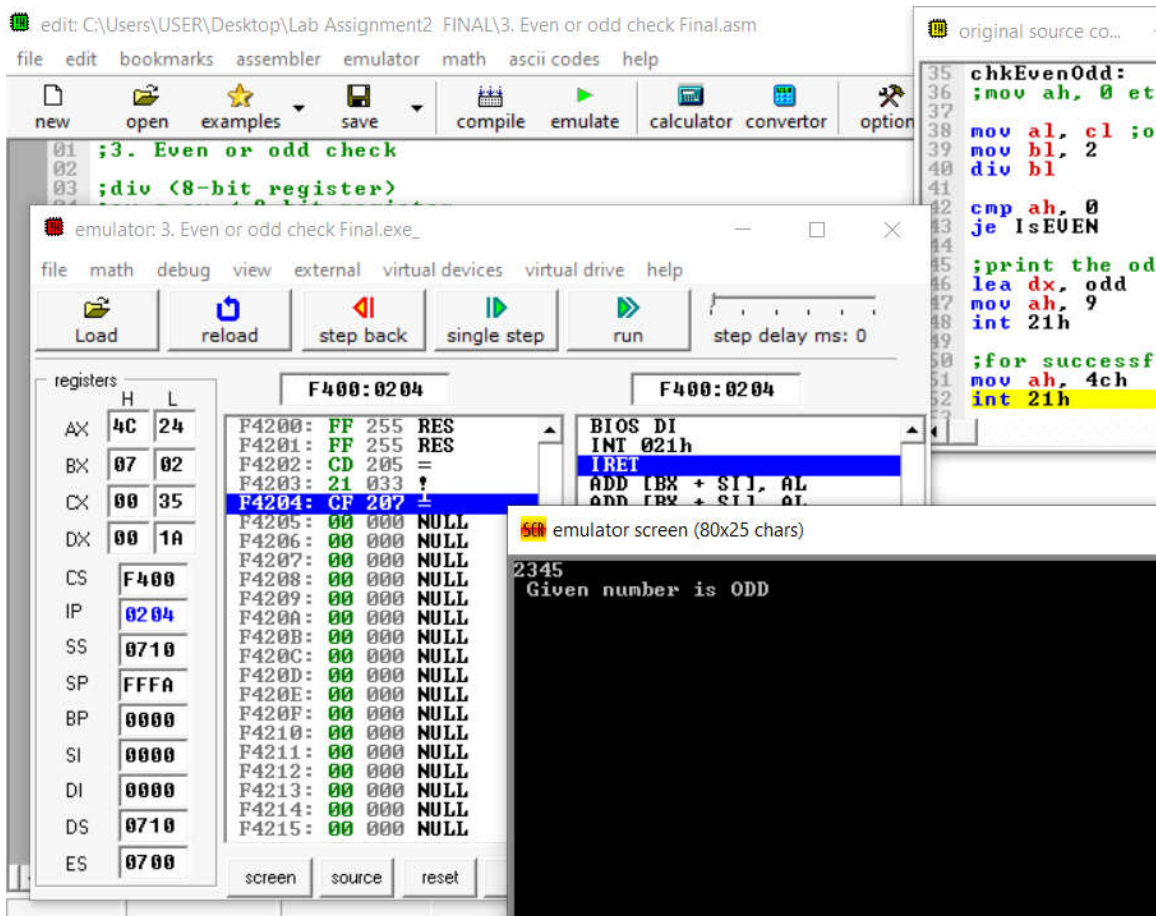 edit: C:\Users\USER\Desktop\Lab Assignment2 FINAL\3. Even or odd check Final.asm
file edit bookmarks assembler emulator math ascii codes help
new open examples save compile emulate calculator convertor option
01 ;3. Even or odd check
02
03 ;div (8-bit register)
original source co...
35 chkEvenOdd:
36 ;mov ah, 0 et
37
38 mov al, cl ;o
39 mov bl, 2
40 div bl
41
42 cmp ah, 0
43 je IsEVEN
44
45 ;print the od
46 lea dx, odd
47 mov ah, 9
48 int 21h
49
50 ;for successf
51 mov ah, 4ch
52 int 21h
emulator: 3. Even or odd check Final.exe_
file math debug view external virtual devices virtual drive help
Load reload step back single step run step delay ms: 0
registers
H L
AX 4C 24
BX 07 02
CX 00 35
DX 00 1A
CS F400
IP 0204
SS 0710
SP FFFA
BP 0000
SI 0000
DI 0000
DS 0710
ES 0700
F400:0204
F4200: FF 255 RES
F4201: FF 255 RES
F4202: CD 205 =
F4203: 21 033 !
F4204: CF 207 ╧
F4205: 00 000 NULL
F4206: 00 000 NULL
F4207: 00 000 NULL
F4208: 00 000 NULL
F4209: 00 000 NULL
F420A: 00 000 NULL
F420B: 00 000 NULL
F420C: 00 000 NULL
F420D: 00 000 NULL
F420E: 00 000 NULL
F420F: 00 000 NULL
F4210: 00 000 NULL
F4211: 00 000 NULL
F4212: 00 000 NULL
F4213: 00 000 NULL
F4214: 00 000 NULL
F4215: 00 000 NULL
F400:0204
BIOS DI
INT 021h
IRET
ADD [BX + SI], AL
ADD [BX + SI], AL
screen source reset
SCR emulator screen (80x25 chars)
2345
Given number is ODD